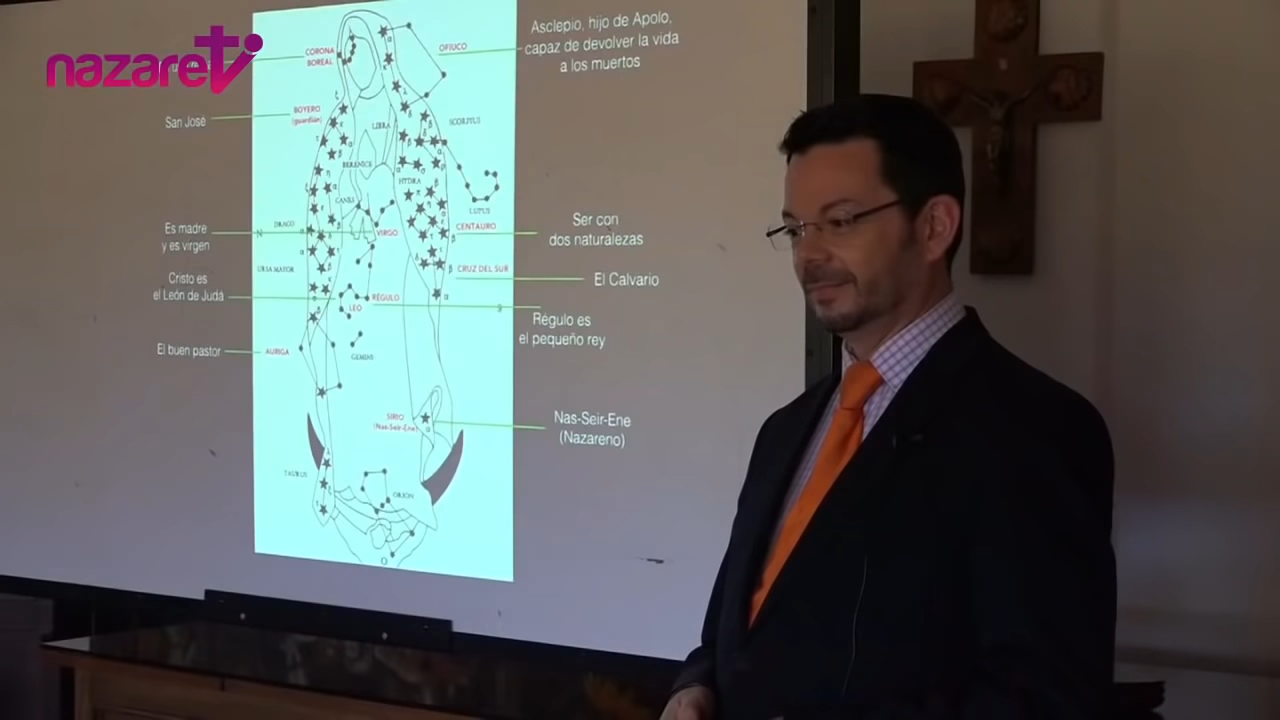 nazaretv
Asclepio, hijo de Apolo,
capaz de devolver la vida
a los muertos
CORONA
BOREAL
OFIUCO
San José
BOYERO
(guardián)
LIBRA
SCORPIUS
BERENICE
HYDRA
CANES
LUPUS
Es madre
y es virgen
DRACO
VIRGO
CENTAURO
Ser con
dos naturalezas
URSA MAYOR
CRUZ DEL SUR
El Calvario
Cristo es
el León de Judá
RÉGULO
LEO
Régulo es
el pequeño rey
El buen pastor
AURIGA
GEMINI
SIRIO
(Nas-Seir-Ene)
Nas-Seir-Ene
(Nazareno)
TAURUS
ORION